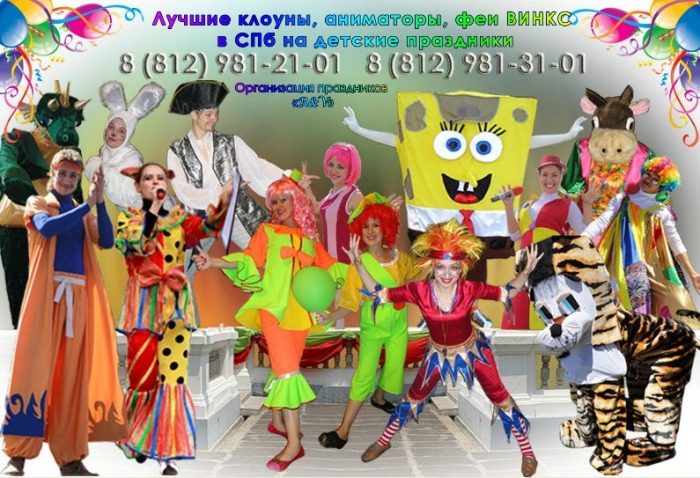 Лучшие клоуны, аниматоры, феи ВИНКС
в СПб на детские праздники
8 (812) 981-21-01 8 (812) 981-31-01
Организация праздников